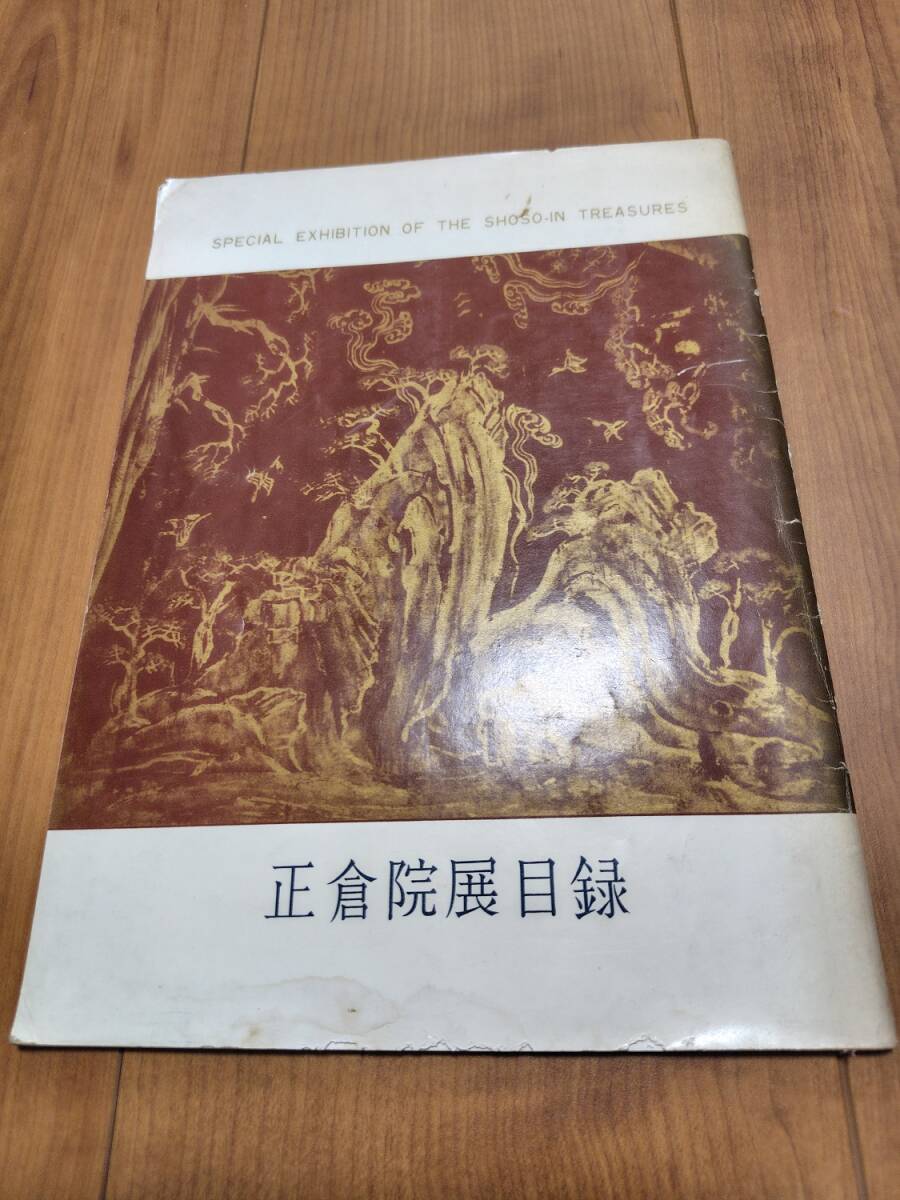 SPECIAL EXHIBITION OF THE SHOSO-IN TREASURES
正倉院展目録